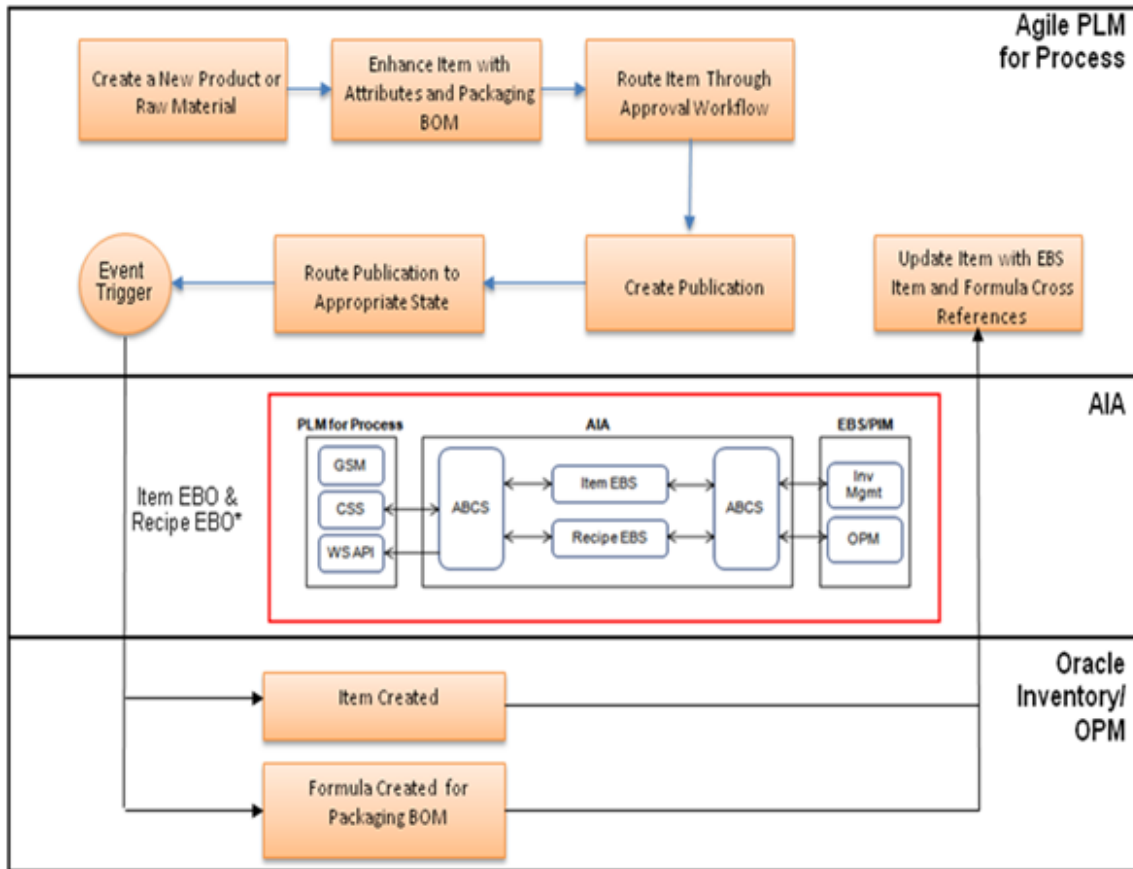 Agile PLM
for Process
Create a New Product or
Raw Material
Enhance Item with
Attributes and Packaging
BOM
Route Item Through
Approval Workflow
Event
Trigger
Route Publication to
Appropriate State
Create Publication
Update Item with EBS
Item and Formula Cross
References
AIA
Item EBO &
Recipe EBO*
PLM for Process
GSM
CSS
WS API
AIA
ABCS
Item EBS
Recipe EBS
ABCS
EBS/PIM
Inv
Mgmt
OPM
Oracle
Inventory/
OPM
Item Created
Formula Created for
Packaging BOM